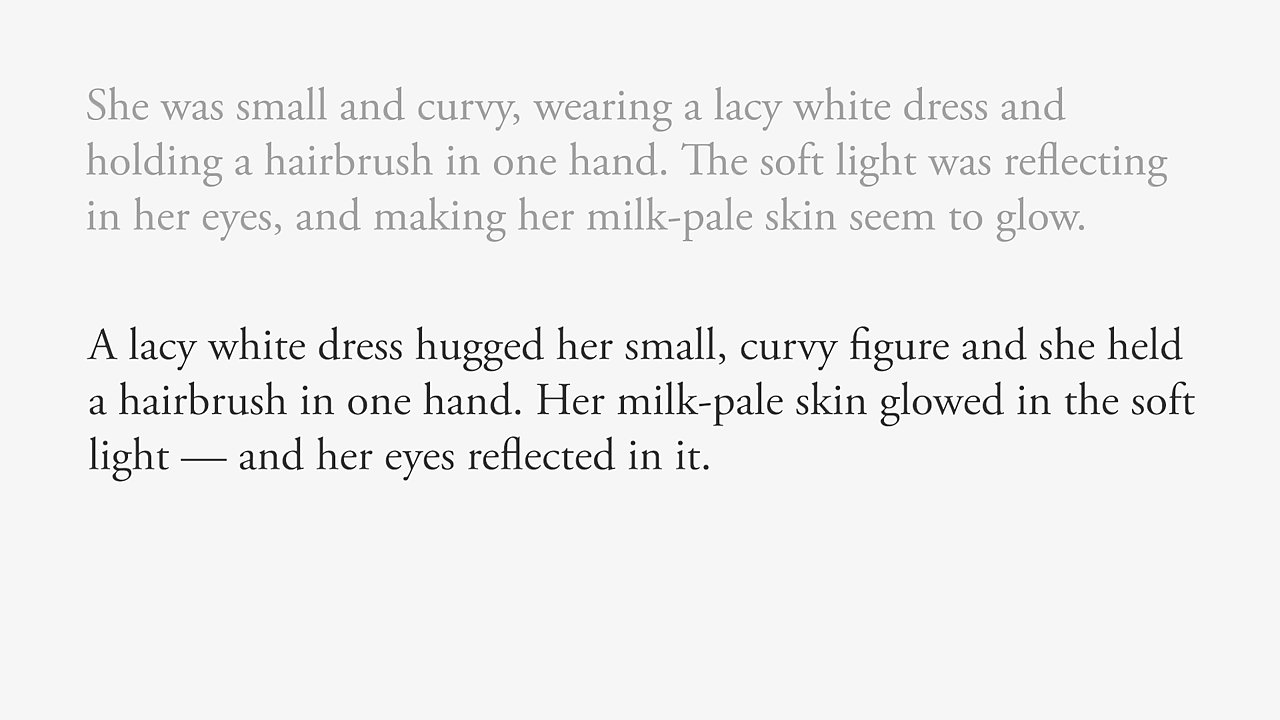 She was small and curvy, wearing a lacy white dress and
holding a hairbrush in one hand. The soft light was reflecting
in her eyes, and making her milk-pale skin seem to glow.
A lacy white dress hugged her small, curvy figure and she held
a hairbrush in one hand. Her milk-pale skin glowed in the soft
light — and her eyes reflected in it.